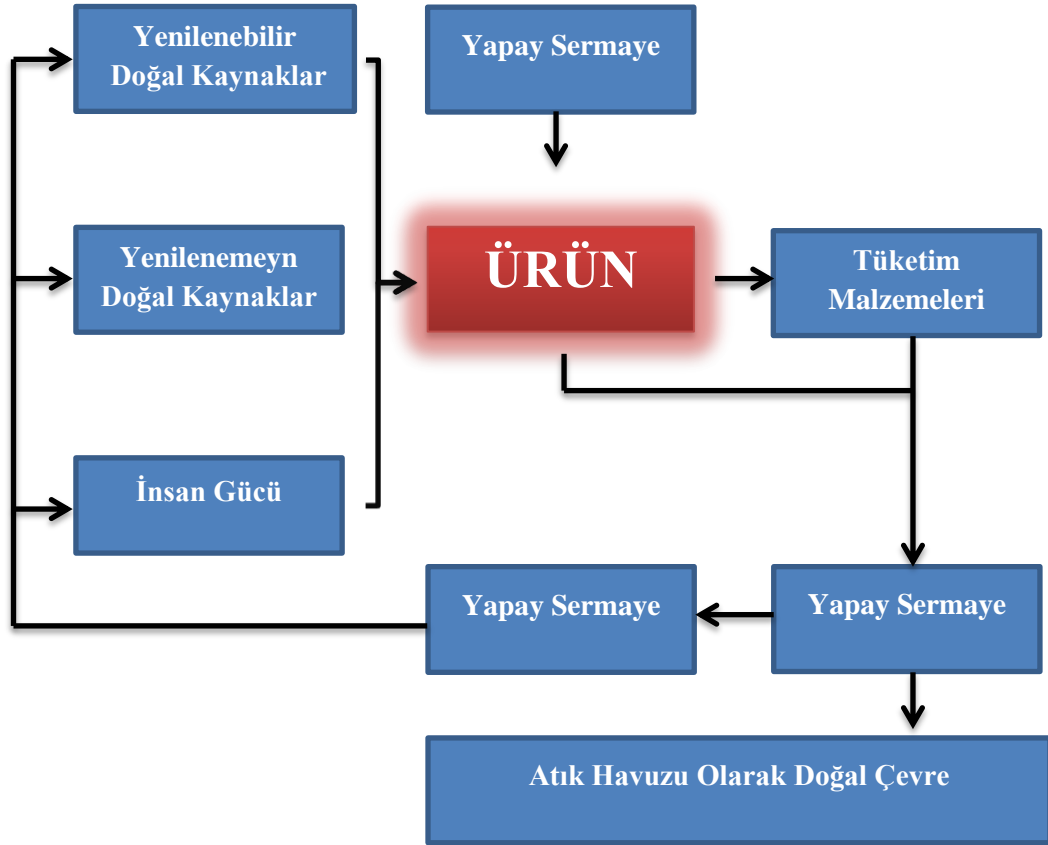 Yenilenebilir
Doğal Kaynaklar
Yapay Sermaye
Yenilenemeyn
Doğal Kaynaklar
ÜRÜN
Tüketim
Malzemeleri
İnsan Gücü
Yapay Sermaye
Yapay Sermaye
Atık Havuzu Olarak Doğal Çevre